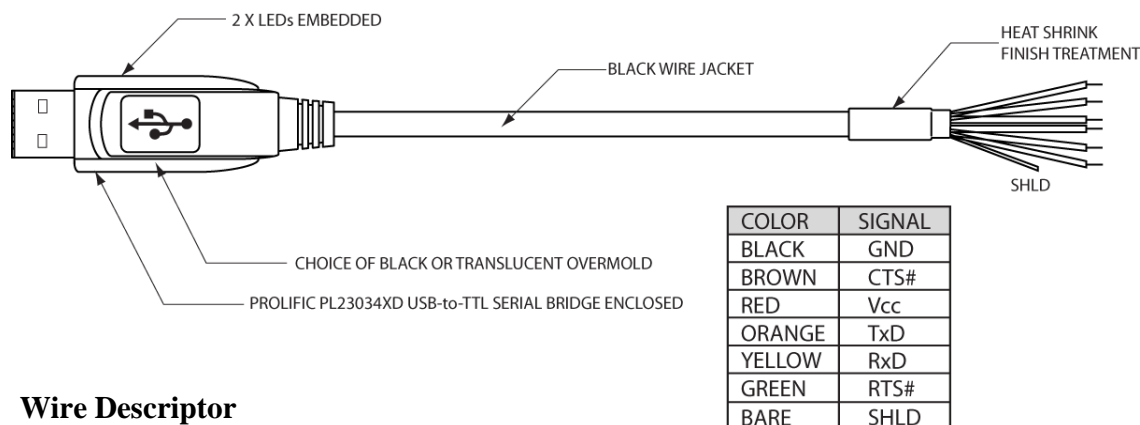 2 X LEDs EMBEDDED
HEAT SHRINK
FINISH TREATMENT
BLACK WIRE JACKET
SHLD
CHOICE OF BLACK OR TRANSLUCENT OVERMOLD
PROLIFIC PL23034XD USB-to-TTL SERIAL BRIDGE ENCLOSED
COLOR SIGNAL
BLACK GND
BROWN CTS#
RED Vcc
ORANGE TxD
YELLOW RxD
GREEN RTS#
BARE SHLD
Wire Descriptor